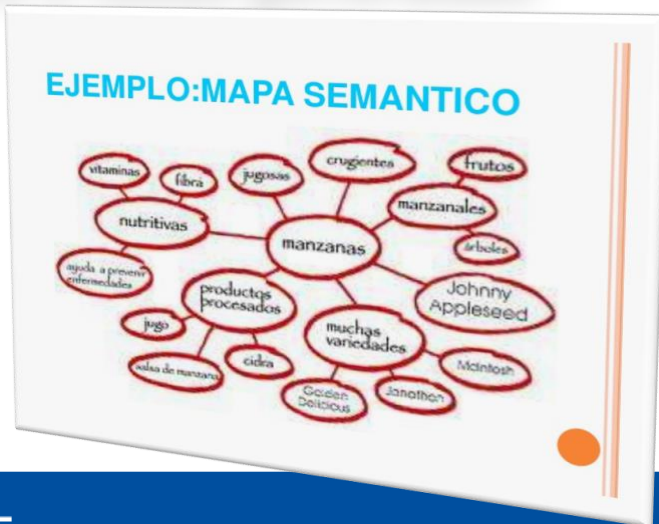 EJEMPLO:MAPA SEMANTICO
vitaminas
fibra
jugosas
crugientes
frutos
nutritivas
manzanales
manzanas
árboles
ayuda a prevenir
enfermedades
productos
procesados
Johnny
Appleseed
jugo
muchas
variedades
salsa de manzana
cidra
McIntosh
Golden
Delicious
Jonathan